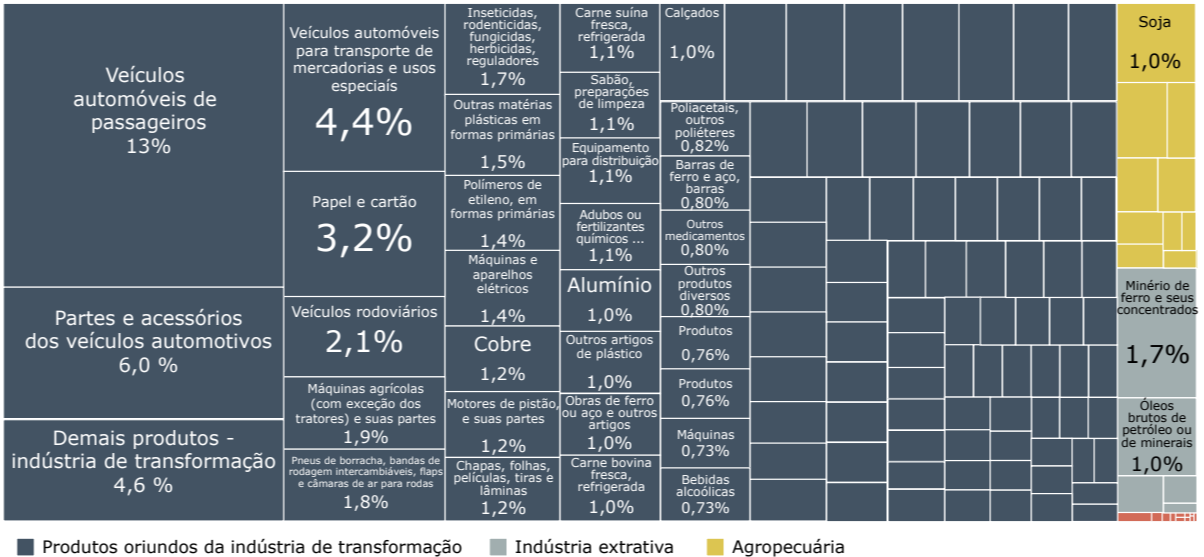 Veículos
automóveis de
passageiros
13%
Partes e acessórios
dos veículos automotivos
6,0 %
Demais produtos -
indústria de transformação
4,6 %
Veículos automóveis
para transporte de
mercadorias e usos
especiais
4,4%
Papel e cartão
3,2%
Veículos rodoviários
2,1%
Máquinas agrícolas
(com exceção dos
tratores) e suas partes
1,9%
Pneus de borracha, bandas de
rodagem intercambiáveis, flaps
e câmaras de ar para rodas
1,8%
Inseticidas,
rodenticidas,
fungicidas,
herbicidas,
reguladores
1,7%
Outras matérias
plásticas em
formas primárias
1,5%
Polímeros de
etileno, em
formas primárias
1,4%
Máquinas e
aparelhos
elétricos
1,4%
Cobre
1,2%
Motores de pistão,
e suas partes
1,2%
Chapas, folhas,
películas, tiras e
lâminas
1,2%
Carne suína
fresca,
refrigerada
1,1%
Sabão,
preparações
de limpeza
1,1%
Equipamento
para distribuição
1,1%
Adubos ou
fertilizantes
químicos ...
1,1%
Alumínio
1,0%
Outros artigos
de plástico
1,0%
Obras de ferro
ou aço e outros
artigos
1,0%
Carne bovina
fresca,
refrigerada
1,0%
Calçados
1,0%
Poliacetais,
outros
poliéteres
0,82%
Barras de
ferro e aço,
barras
0,80%
Outros
medicamentos
0,80%
Outros
produtos
diversos
0,80%
Produtos
0,76%
Produtos
0,76%
Máquinas
0,73%
Bebidas
alcoólicas
0,73%
Soja
1,0%
Minério de
ferro e seus
concentrados
1,7%
Óleos
brutos de
petróleo ou
de minerais
1,0%
Produtos oriundos da indústria de transformação
Indústria extrativa
Agropecuária